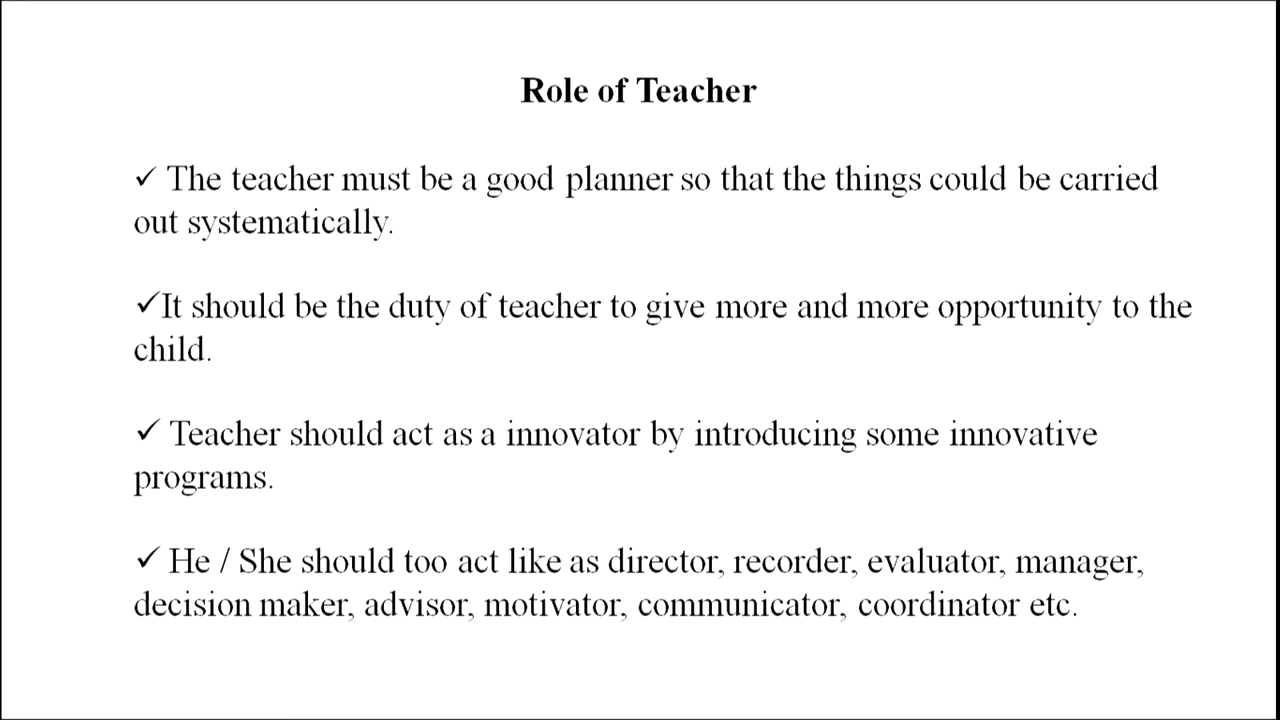 Role of Teacher
✓ The teacher must be a good planner so that the things could be carried
out systematically.
✓It should be the duty of teacher to give more and more opportunity to the
child.
✓ Teacher should act as a innovator by introducing some innovative
programs.
✓ He / She should too act like as director, recorder, evaluator, manager,
decision maker, advisor, motivator, communicator, coordinator etc.